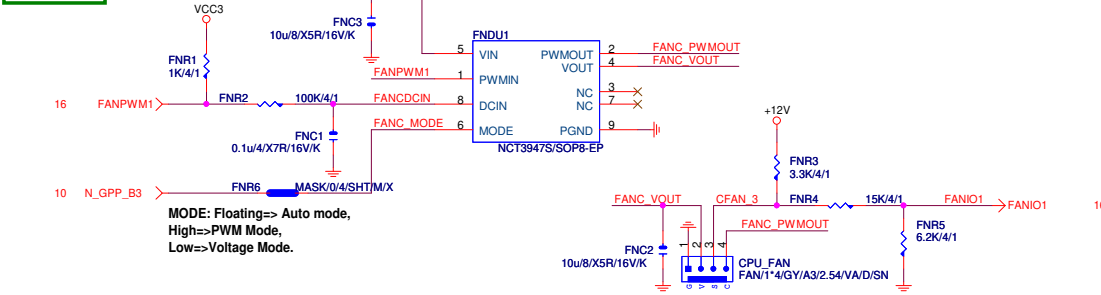 VCC3
FNC3
10u/8/X5R/16V/K
FNDU1
FNR1
1K/4/1
5
VIN
PWMOUT
2
FANC_PWMOUT
VOUT
4
FANC_VOUT
FANPWM1
1
PWMIN
NC
3
16
FANPWM1
FNR2
100K/4/1
FANCDCIN
8
DCIN
NC
7
+12V
FNC1
0.1u/4/X7R/16V/K
FANC_MODE
6
MODE
PGND
9
NCT3947S/SOP8-EP
FNR3
3.3K/4/1
10
N_GPP_B3
FNR6
MASK/0/4/SHT/M/X
FANC_VOUT
CFAN_3
FNR4
15K/4/1
FANIO1
FANIO1
MODE: Floating=> Auto mode,
High=>PWM Mode,
Low=>Voltage Mode.
FANC_PWMOUT
FNR5
6.2K/4/1
1
2
3
4
FNC2
10u/8/X5R/16V/K
CPU_FAN
FAN/1*4/GY/A3/2.54/VA/D/SN
G
V
S
C